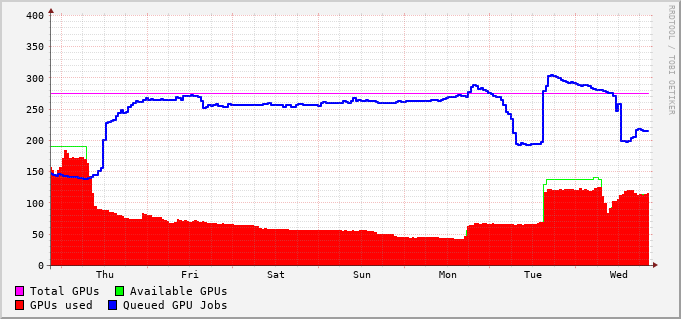 400
350
300
250
200
150
100
50
0
Thu Fri Sat Sun Mon Tue Wed
Total GPUs Available GPUs
GPUs used Queued GPU Jobs
RRDTOOL / TOBI OETIKER